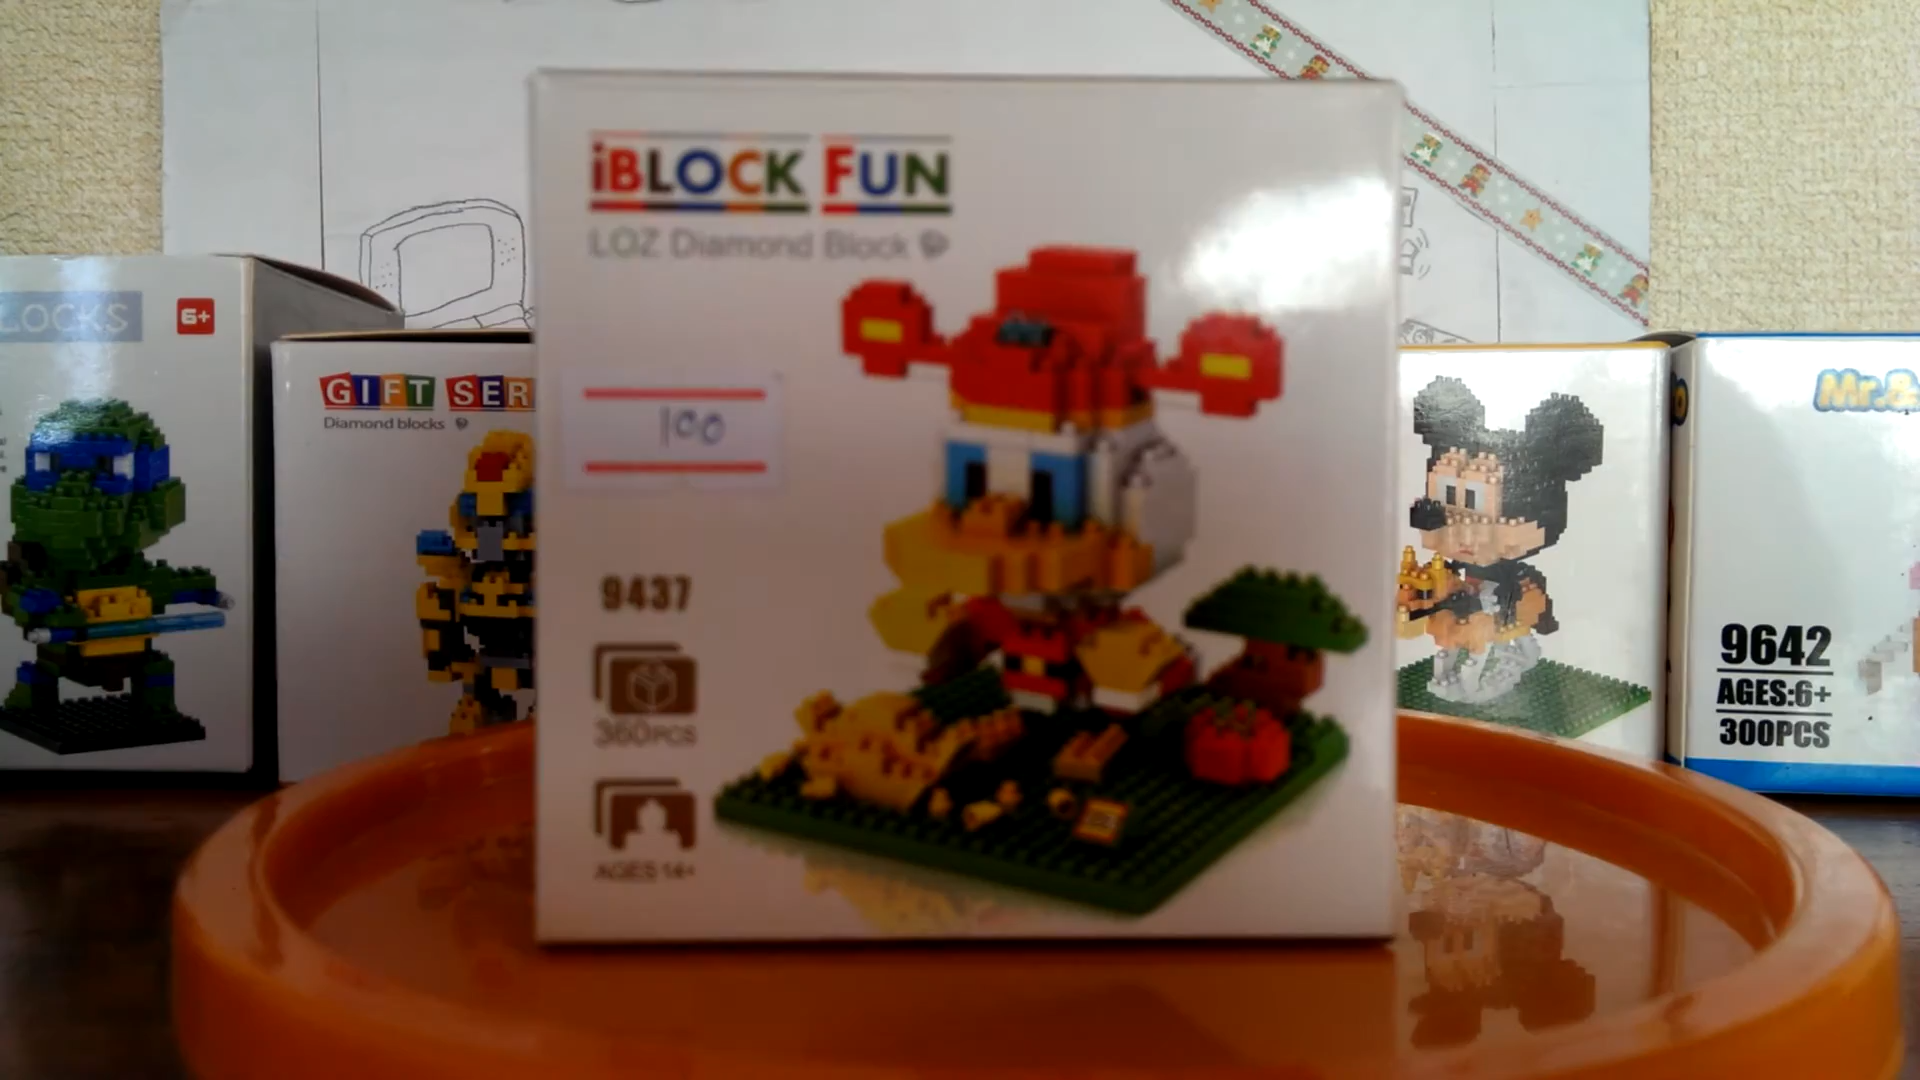 iBLOCK FUN
LOZ Diamond Block
100
9437
360PCS
AGES 14+
LOCKS
6+
GIFT SER
Diamond blocks
Mr.&
9642
AGES:6+
300PCS